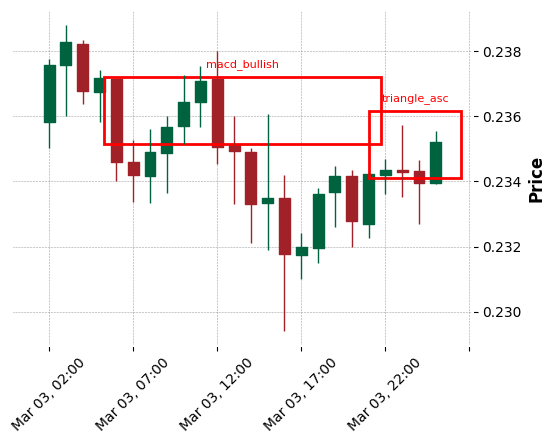 macd_bullish
triangle_asc
0.238
0.236
0.234
0.232
0.230
Price
Mar 03, 02:00
Mar 03, 07:00
Mar 03, 12:00
Mar 03, 17:00
Mar 03, 22:00